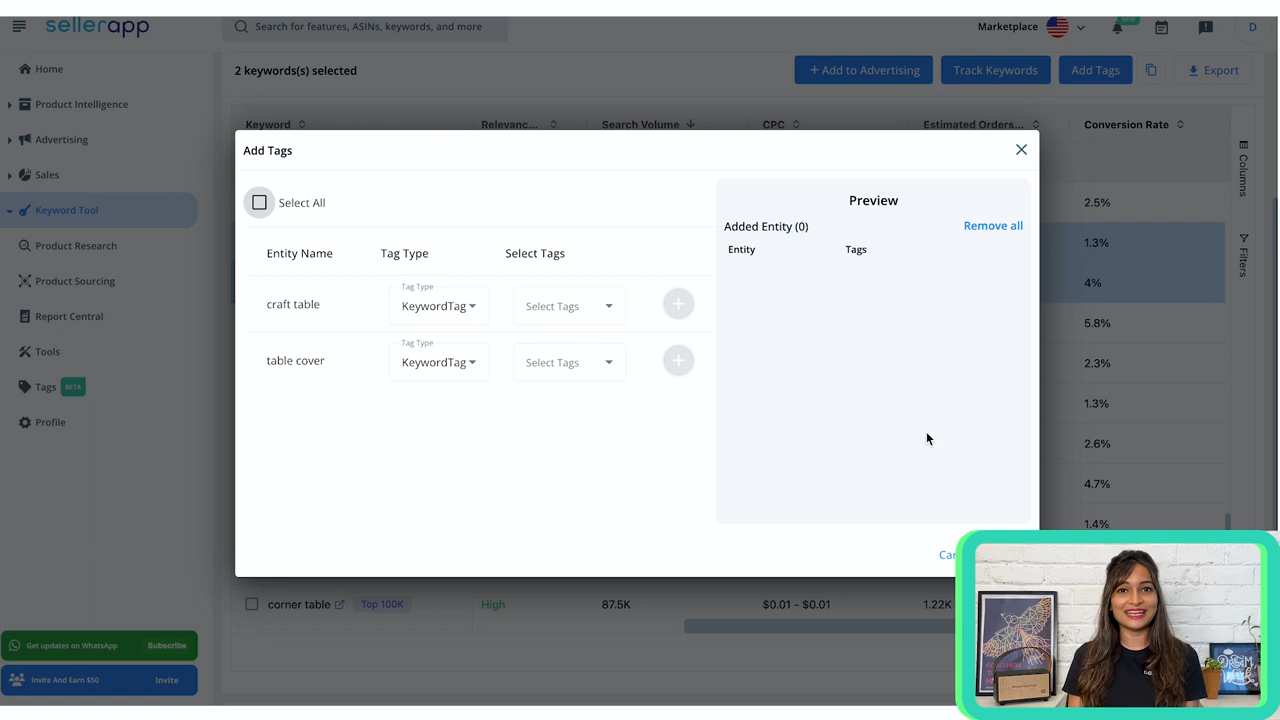 sellerapp
Search for features, ASINs, keywords, and more
Marketplace
NEW
D
Home
Product Intelligence
Advertising
Sales
Keyword Tool
Product Research
Product Sourcing
Report Central
Tools
Tags BETA
Profile
Get updates on WhatsApp Subscribe
Invite And Earn $50 Invite
2 keywords(s) selected
+ Add to Advertising
Track Keywords
Add Tags
Export
Keyword Relevanc... Search Volume CPC Estimated Orders... Conversion Rate
Columns
Filters
2.5%
1.3%
4%
5.8%
2.3%
1.3%
2.6%
4.7%
1.4%
Add Tags
Select All
Entity Name Tag Type Select Tags
Tag Type
craft table KeywordTag Select Tags
Tag Type
table cover KeywordTag Select Tags
Preview
Added Entity (0) Remove all
Entity Tags
corner table Top 100K High 87.5K $0.01 - $0.01 1.22K